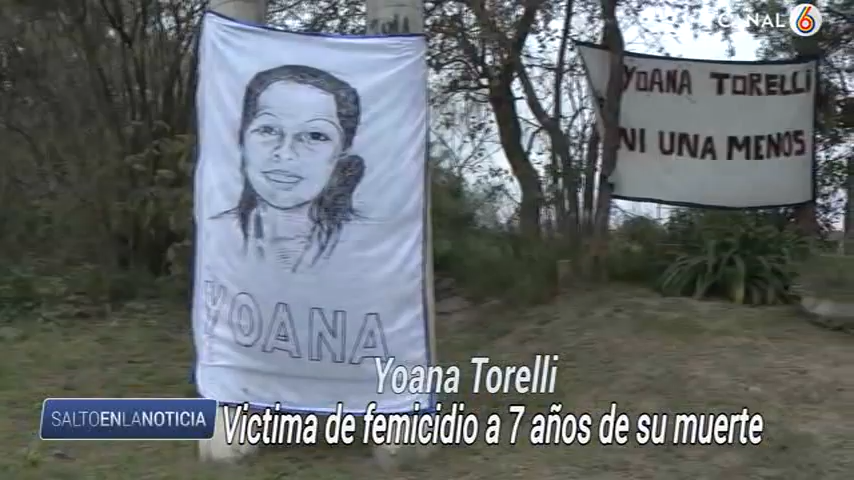 CANAL 6
YOANA TORELLI
NI UNA MENOS
YOANA
Yoana Torelli
SALTOENLANOTICIA
Victima de femicidio a 7 años de su muerte